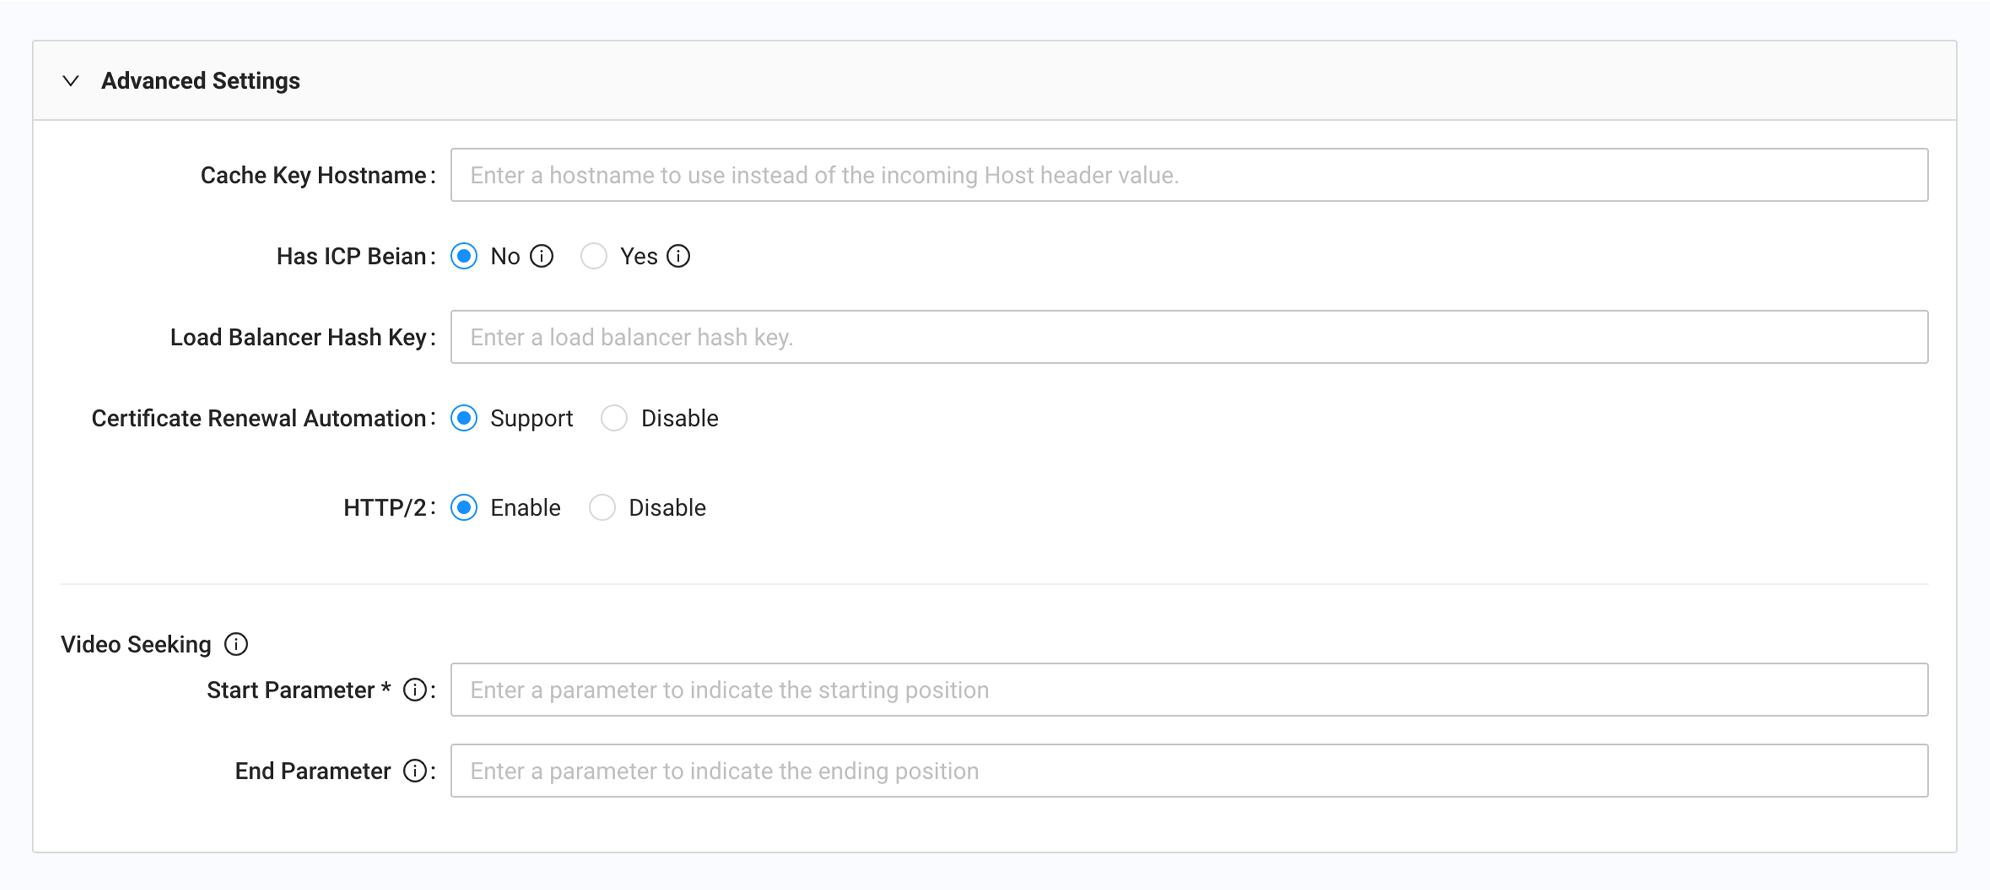 Advanced Settings
Cache Key Hostname: Enter a hostname to use instead of the incoming Host header value.
Has ICP Beian: No Yes
Load Balancer Hash Key: Enter a load balancer hash key.
Certificate Renewal Automation: Support Disable
HTTP/2: Enable Disable
Video Seeking
Start Parameter * : Enter a parameter to indicate the starting position
End Parameter : Enter a parameter to indicate the ending position